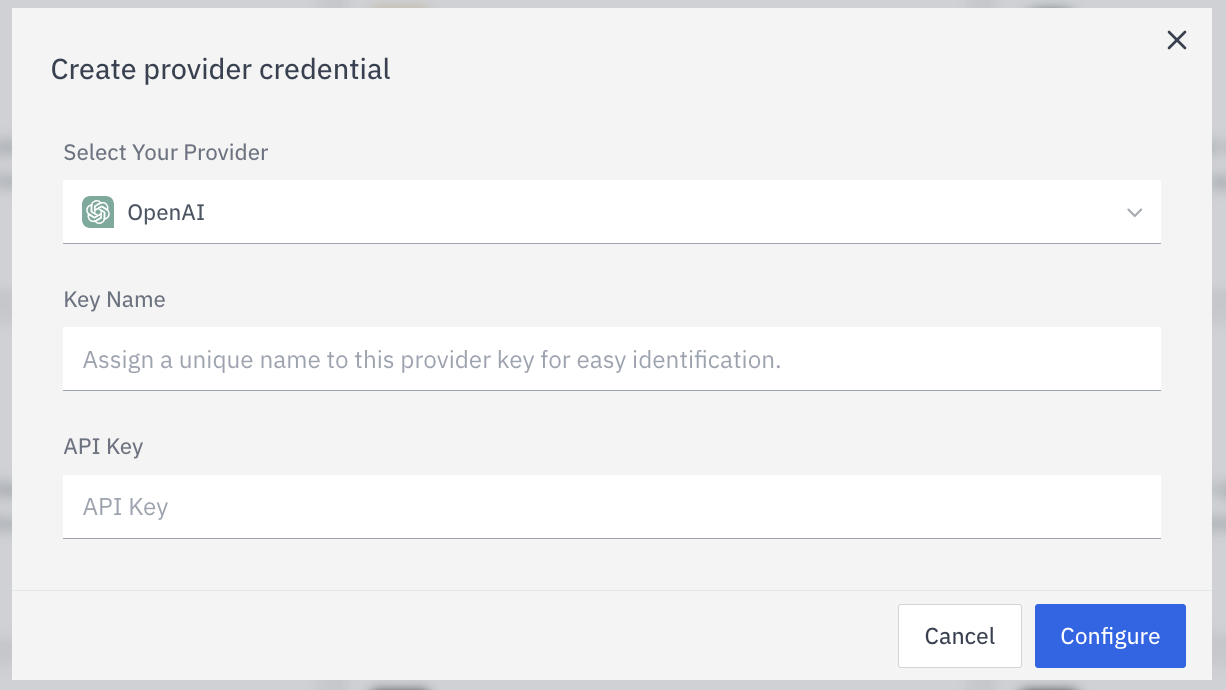 Create provider credential
Select Your Provider
OpenAI
Key Name
Assign a unique name to this provider key for easy identification.
API Key
API Key
Cancel
Configure